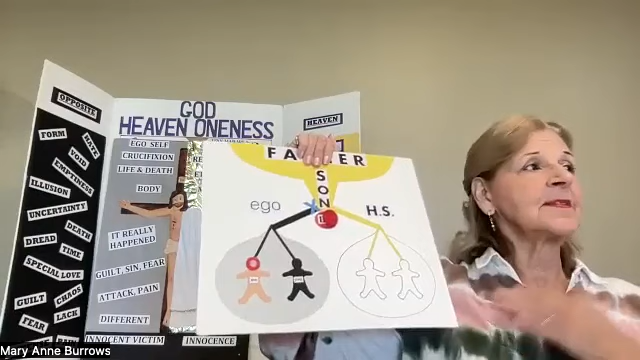 OPPOSITE
FORM
HATE
VOID
EMPTINESS
ILLUSION
UNCERTAINTY
DEATH
DREAD
TIME
SPECIAL LOVE
GUILT
CHAOS
LACK
FEAR
GOD
HEAVEN ONENESS
EGO SELF
CRUCIFIXION
LIFE & DEATH
BODY
IT REALLY
HAPPENED
GUILT, SIN, FEAR
ATTACK, PAIN
DIFFERENT
INNOCENT VICTIM
INNOCENCE
HEAVEN
FATHER
SON
ego
H.S.
Mary Anne Burrows